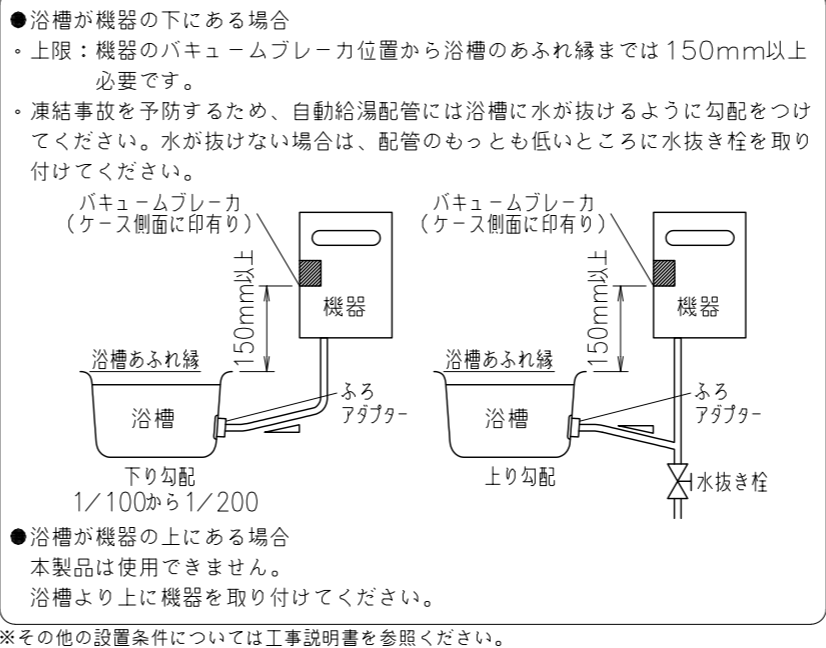 ●浴槽が機器の下にある場合
・上限：機器のバキュームブレーカ位置から浴槽のあふれ縁までは150mm以上
必要です。
・凍結事故を予防するため、自動給湯配管には浴槽に水が抜けるように勾配をつけ
てください。水が抜けない場合は、配管のもっとも低いところに水抜き栓を取り
付けてください。
バキュームブレーカ
（ケース側面に印有り）
150mm以上
機器
浴槽あふれ縁
浴槽
ふろ
アダプター
下り勾配
1/100から1/200
バキュームブレーカ
（ケース側面に印有り）
150mm以上
機器
浴槽あふれ縁
浴槽
ふろ
アダプター
上り勾配
水抜き栓
●浴槽が機器の上にある場合
本製品は使用できません。
浴槽より上に機器を取り付けてください。
※その他の設置条件については工事説明書を参照ください。